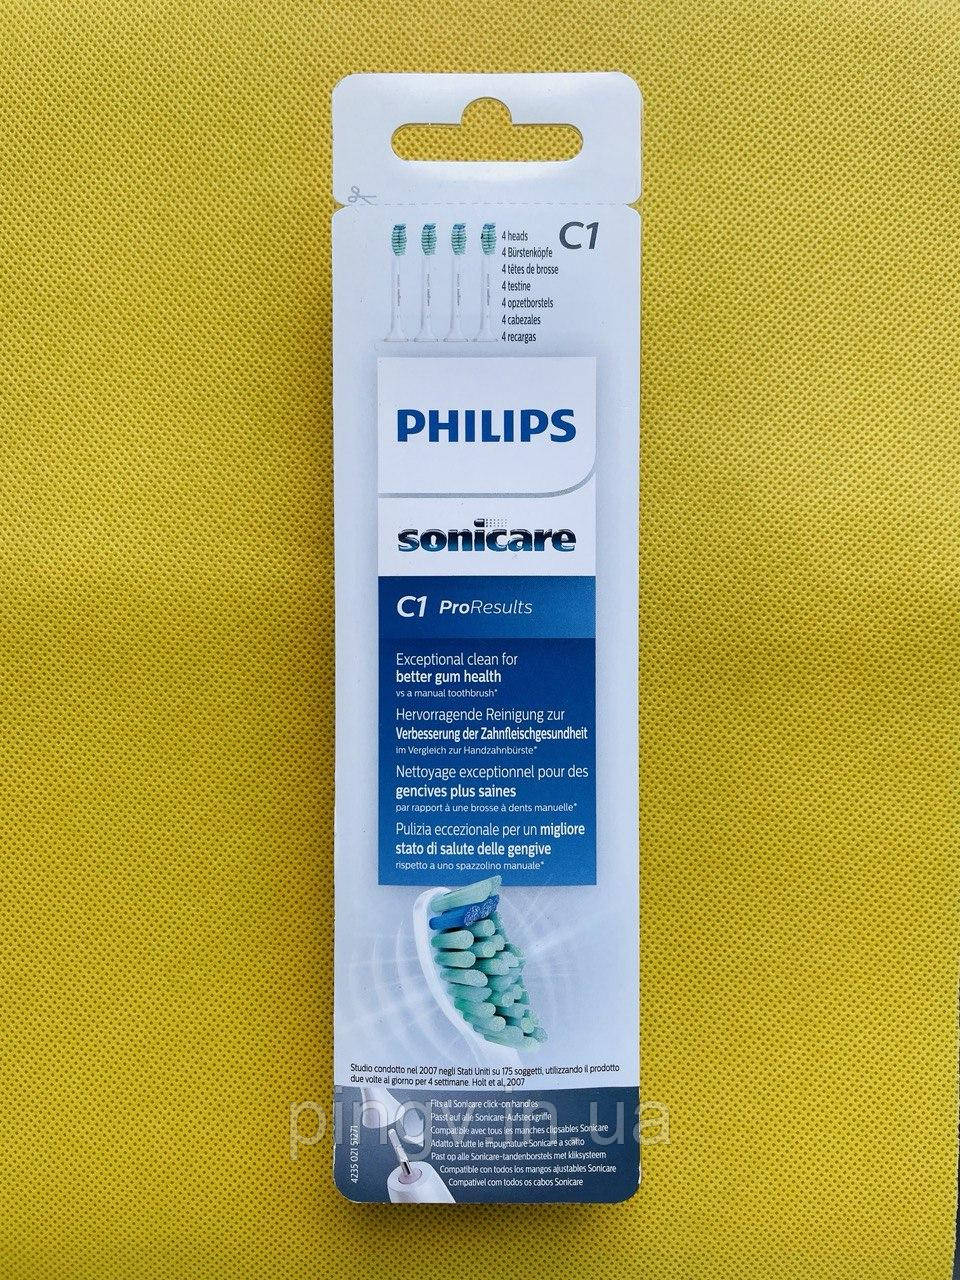 C1
4 heads
4 Bürstenköpfe
4 têtes de brosse
4 testine
4 opzetborstels
4 cabezales
4 recargas
PHILIPS
sonicare
C1 ProResults
Exceptional clean for
better gum health
vs a manual toothbrush*
Hervorragende Reinigung zur
Verbesserung der Zahnfleischgesundheit
im Vergleich zur Handzahnbürste*
Nettoyage exceptionnel pour des
gencives plus saines
par rapport à une brosse à dents manuelle*
Pulizia eccezionale per un migliore
stato di salute delle gengive
rispetto a uno spazzolino manuale*
Studio condotto nel 2007 negli Stati Uniti su 175 soggetti, utilizzando il prodotto
due volte al giorno per 4 settimane. Holt et al, 2007
Fits all Sonicare click-on handles
Passt auf alle Sonicare-Aufsteckgriffe
Compatible avec tous les manches clipsables Sonicare
Adatto a tutte le impugnature Sonicare a scatto
Past op alle Sonicare-tandenborstels met kliksysteem
Compatible con todos los mangos ajustables Sonicare
Compatível com todos os cabos Sonicare
4235 021 51271
pingv.in.ua